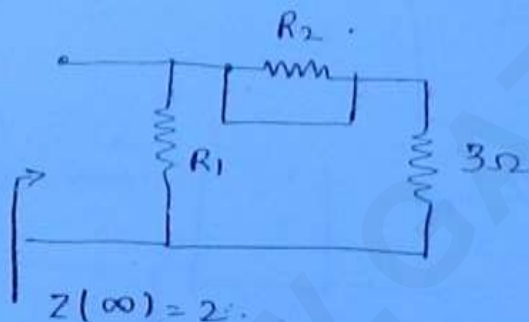 R₂ .
R₁
3Ω
Z(∞) = 2.